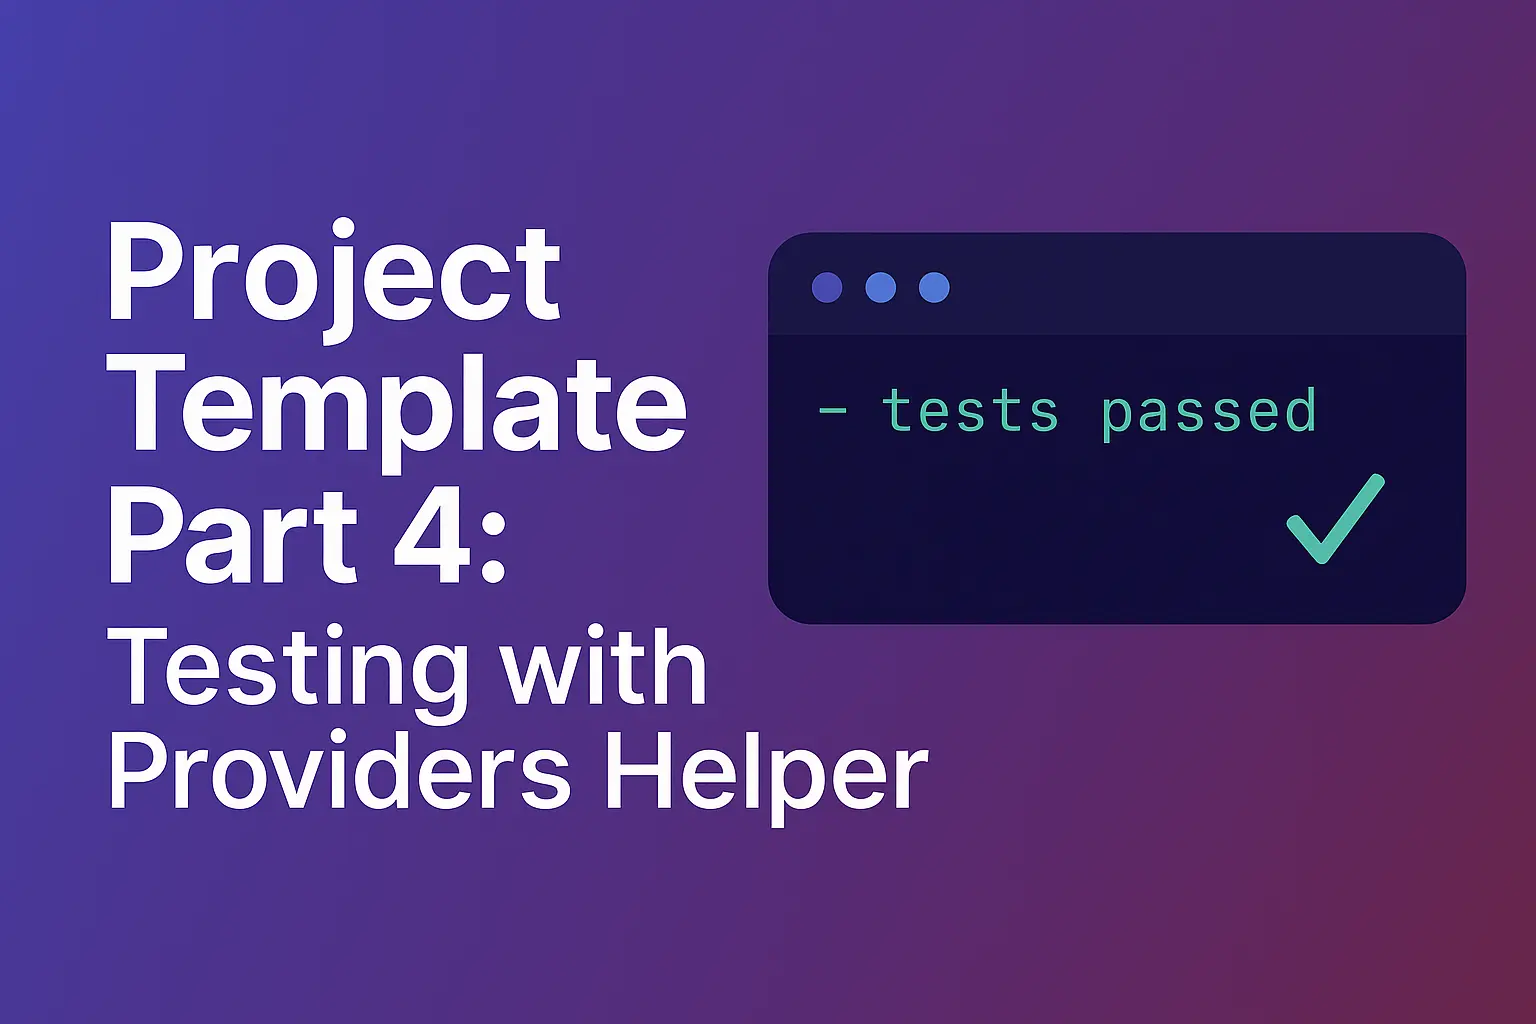 Project
Template
Part 4:
Testing with
Providers Helper
- tests passed